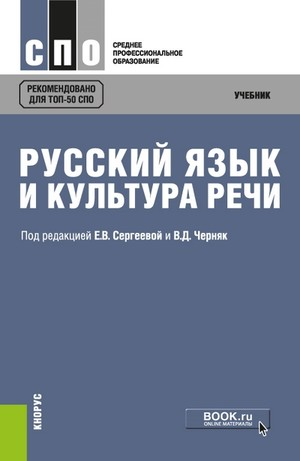 СПО
СРЕДНЕЕ
ПРОФЕССИОНАЛЬНОЕ
ОБРАЗОВАНИЕ
РЕКОМЕНДОВАНО
ДЛЯ ТОП-50 СПО
УЧЕБНИК
РУССКИЙ ЯЗЫК
И КУЛЬТУРА РЕЧИ
Под редакцией Е.В. Сергеевой и В.Д. Черняк
КНОРУС
BOOK.ru
ONLINE МАТЕРИАЛЫ